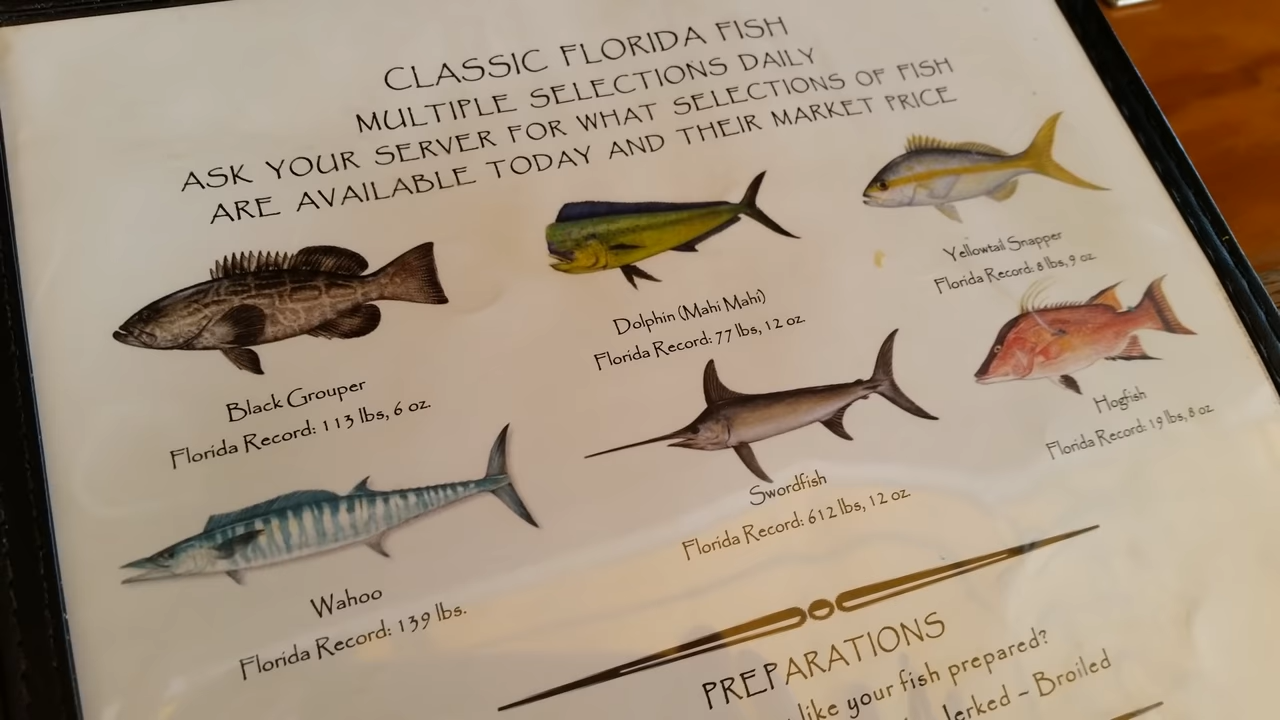 CLASSIC FLORIDA FISH
MULTIPLE SELECTIONS DAILY
ASK YOUR SERVER FOR WHAT SELECTIONS OF FISH
ARE AVAILABLE TODAY AND THEIR MARKET PRICE
Black Grouper
Florida Record: 113 lbs, 6 oz.
Dolphin (Mahi Mahi)
Florida Record: 77 lbs, 12 oz.
Yellowtail Snapper
Florida Record: 8 lbs, 9 oz.
Wahoo
Florida Record: 139 lbs.
Swordfish
Florida Record: 612 lbs, 12 oz.
Hogfish
Florida Record: 19 lbs, 8 oz.
PREPARATIONS
like your fish prepared?
Jerked ~ Broiled